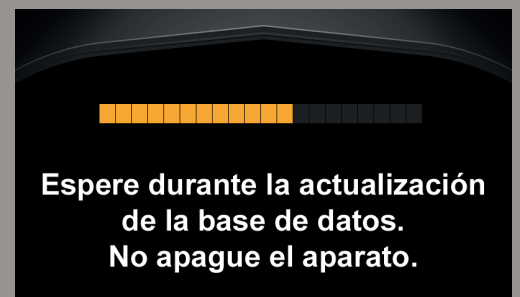 Espere durante la actualización
de la base de datos.
No apague el aparato.